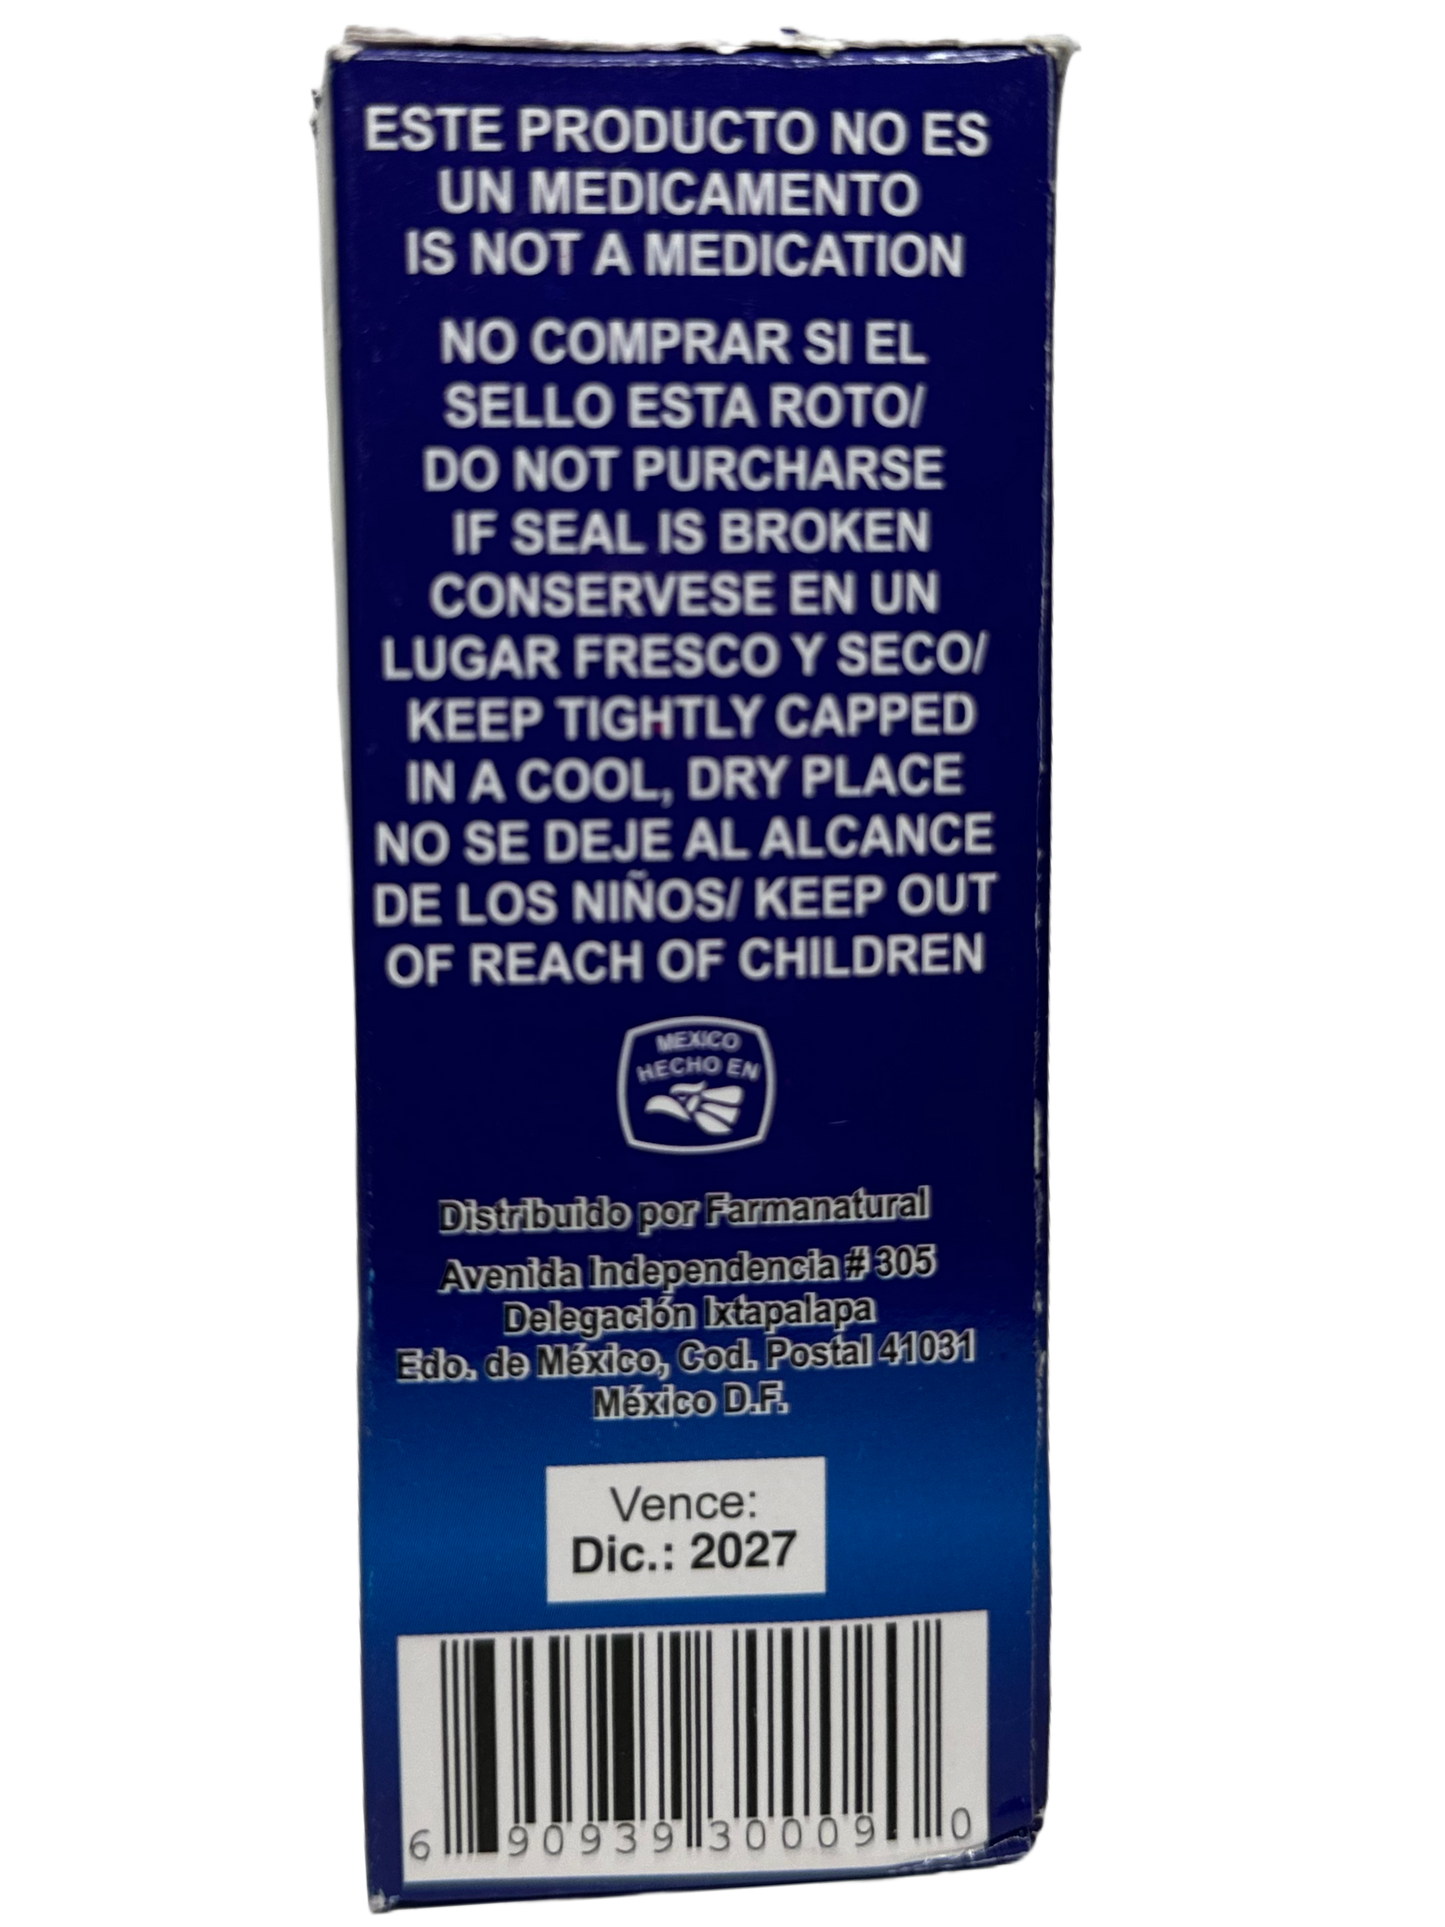 ESTE PRODUCTO NO ES
UN MEDICAMENTO
IS NOT A MEDICATION
NO COMPRAR SI EL
SELLO ESTA ROTO/
DO NOT PURCHARSE
IF SEAL IS BROKEN
CONSERVESE EN UN
LUGAR FRESCO Y SECO/
KEEP TIGHTLY CAPPED
IN A COOL, DRY PLACE
NO SE DEJE AL ALCANCE
DE LOS NIÑOS/ KEEP OUT
OF REACH OF CHILDREN
MEXICO
HECHO EN
Distribuido por Farmanatural
Avenida Independencia # 305
Delegación Ixtapalapa
Edo. de México, Cod. Postal 41031
México D.F.
Vence:
Dic.: 2027
6 90939 30009 0